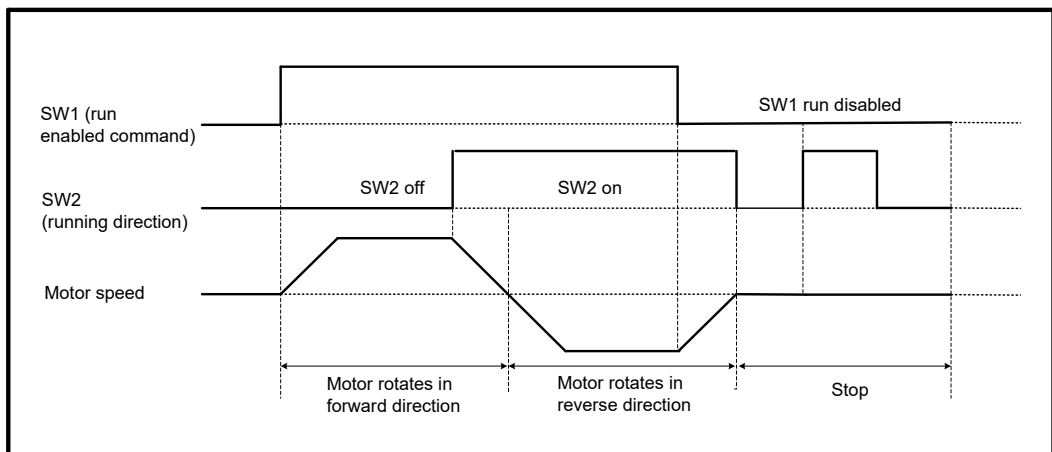 SW1 (run
enabled command)
SW1 run disabled
SW2
(running direction)
SW2 off
SW2 on
Motor speed
Motor rotates in
forward direction
Motor rotates in
reverse direction
Stop